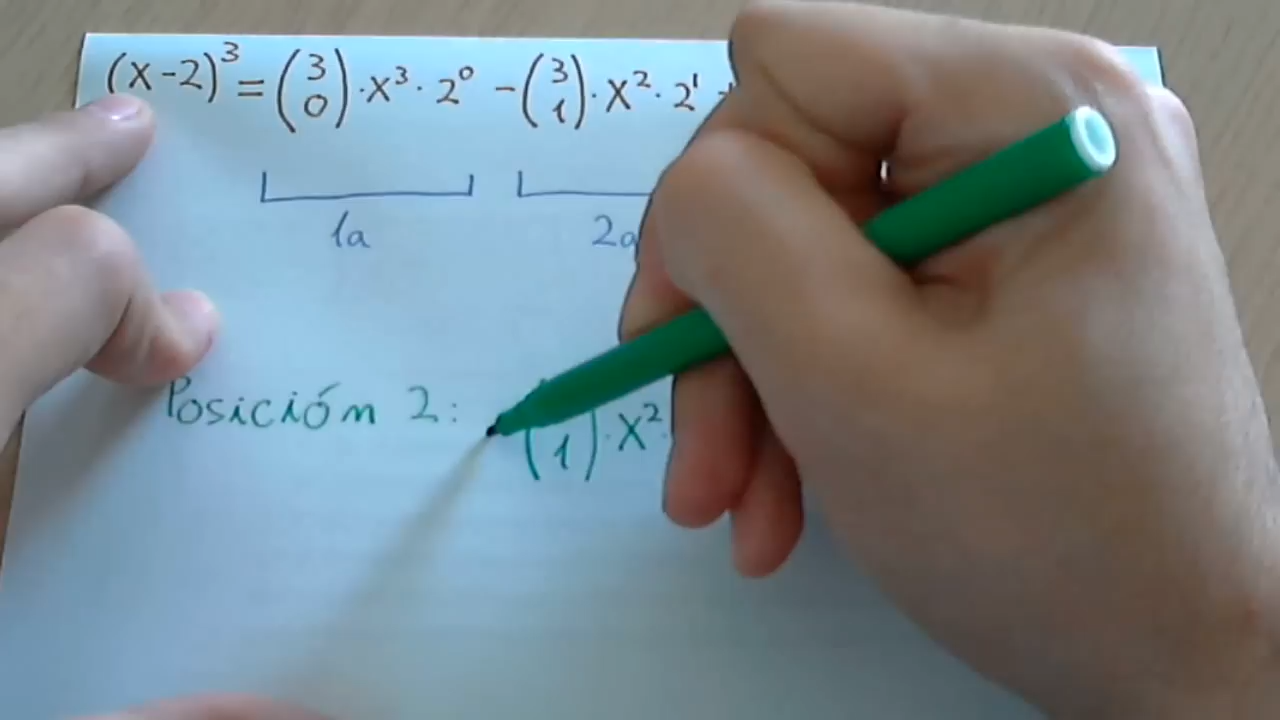 (x-2)³ = (3 0)·x³·2⁰ - (3 1)·x²·2¹
1a 2a
Posición 2: (1)·x²·